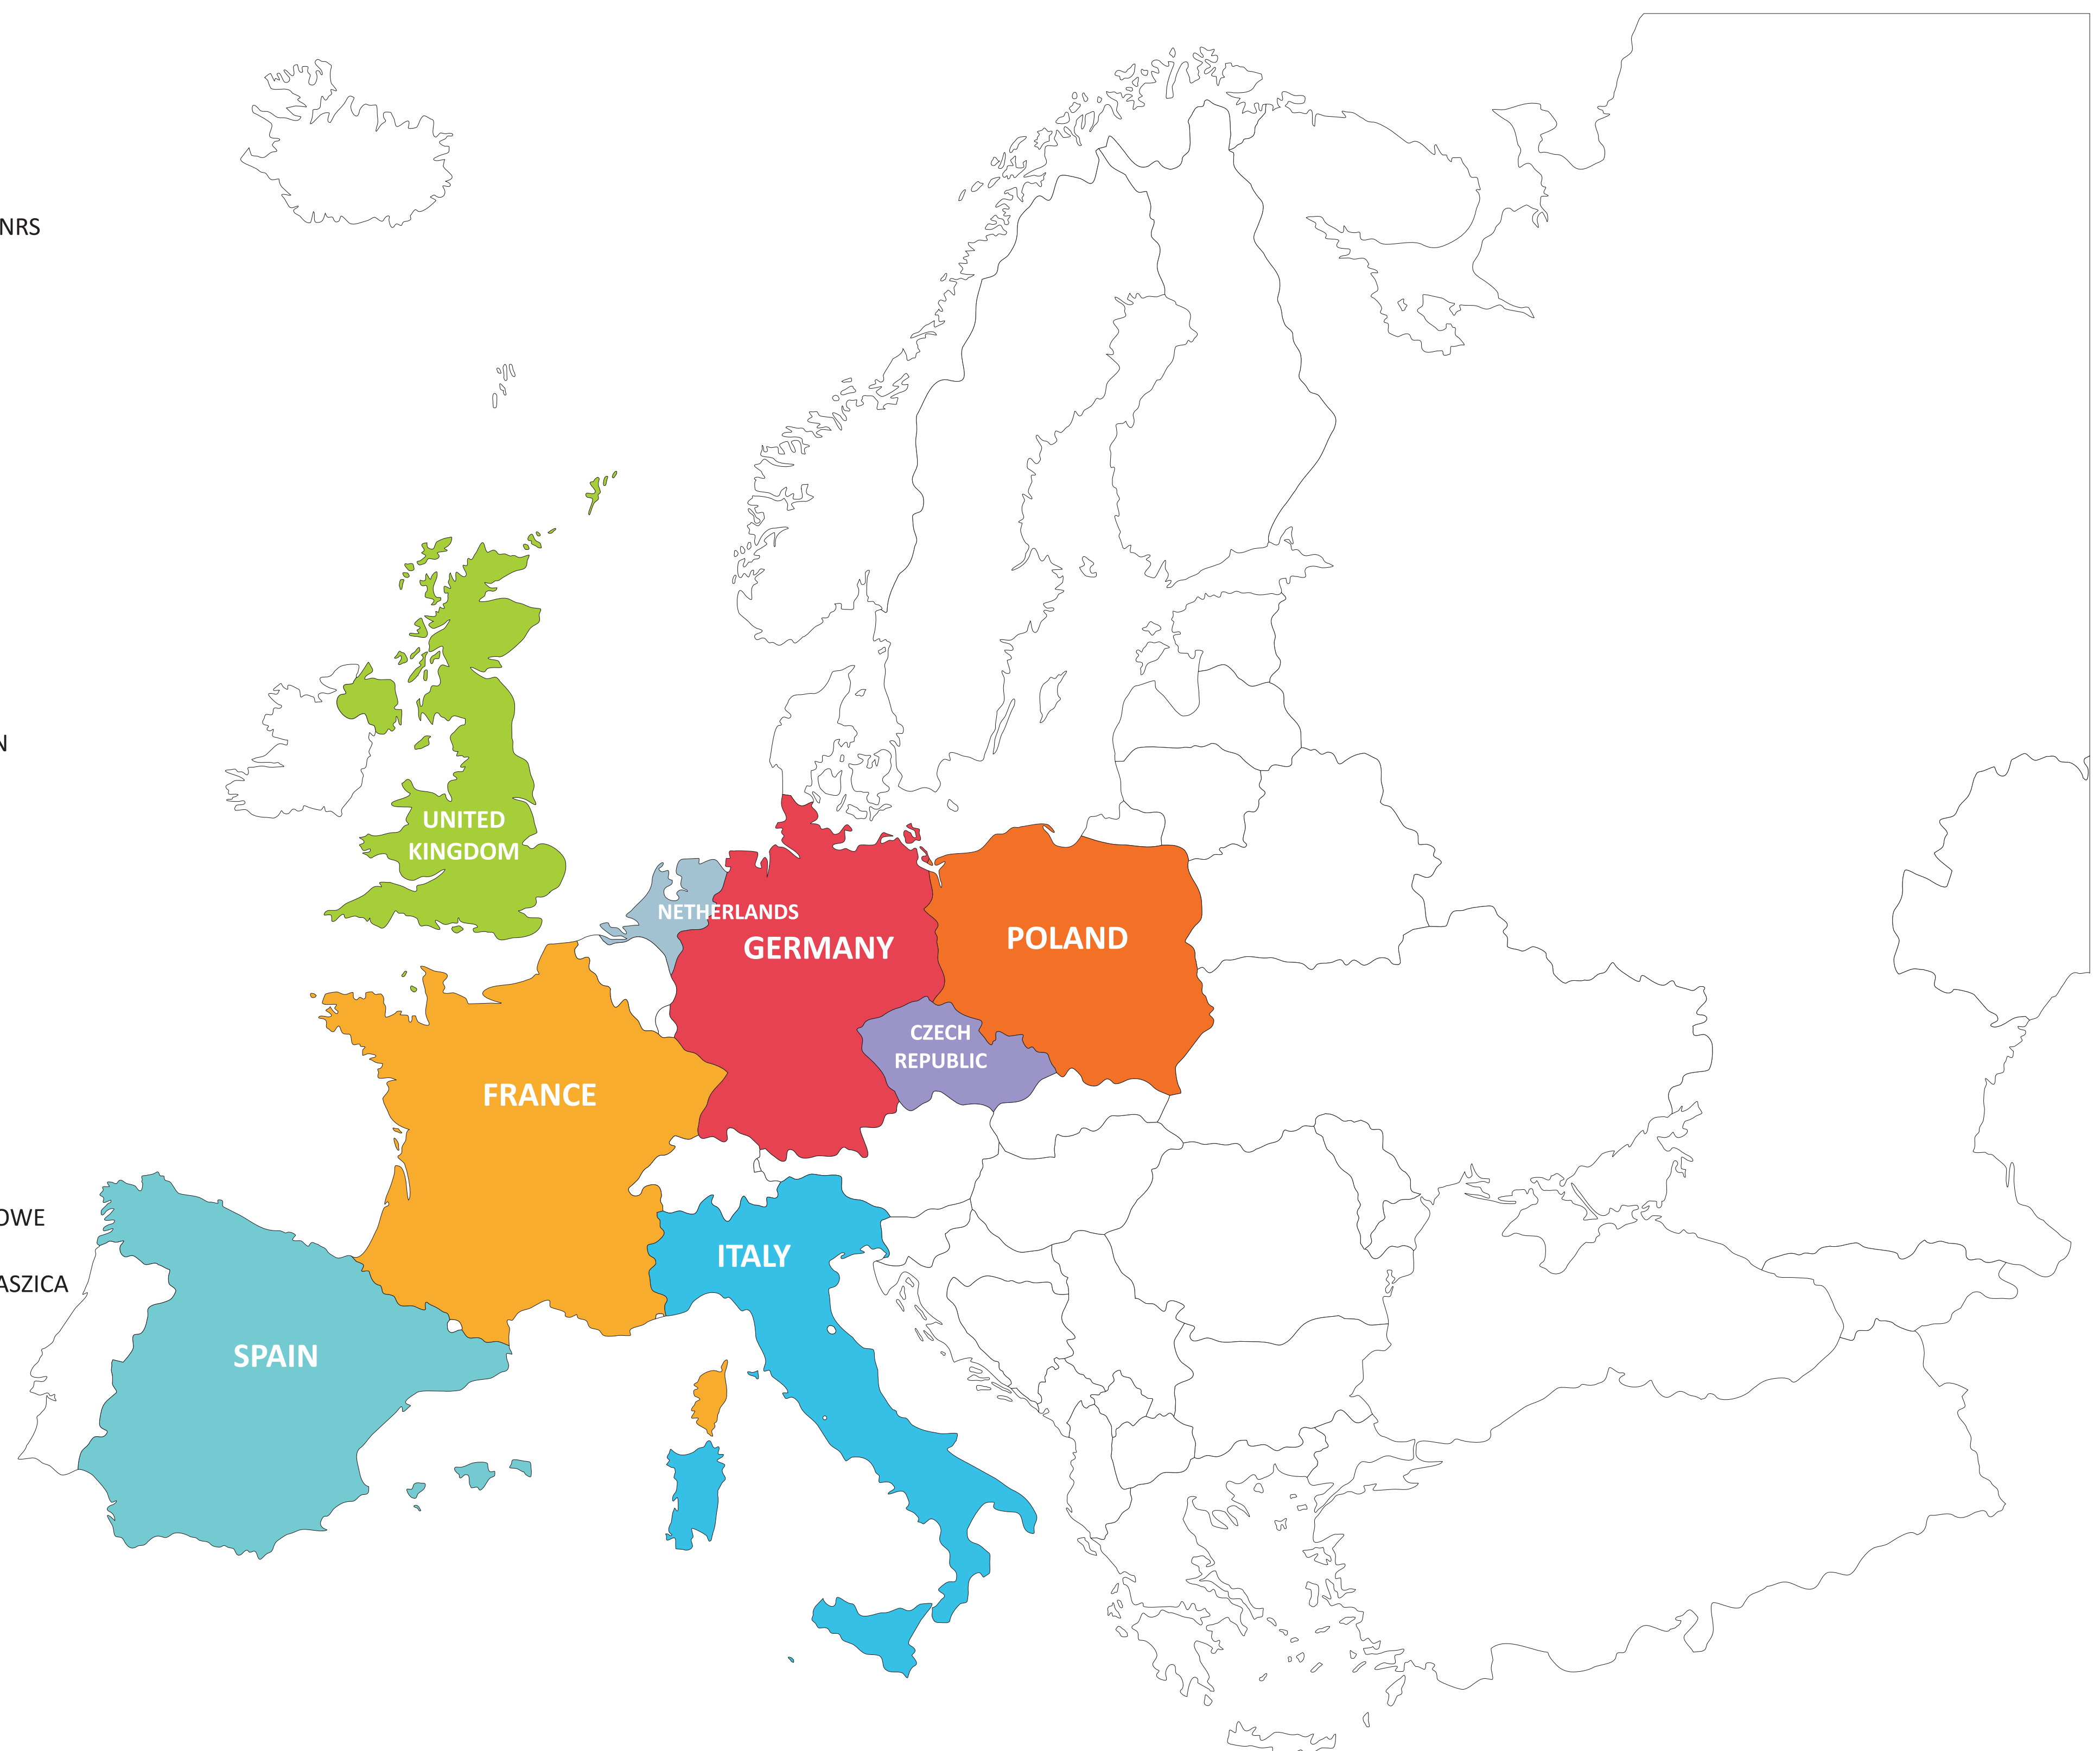 NRS
N
UNITED
KINGDOM
NETHERLANDS
GERMANY
POLAND
CZECH
REPUBLIC
FRANCE
OWE
ITALY
ASZICA
SPAIN